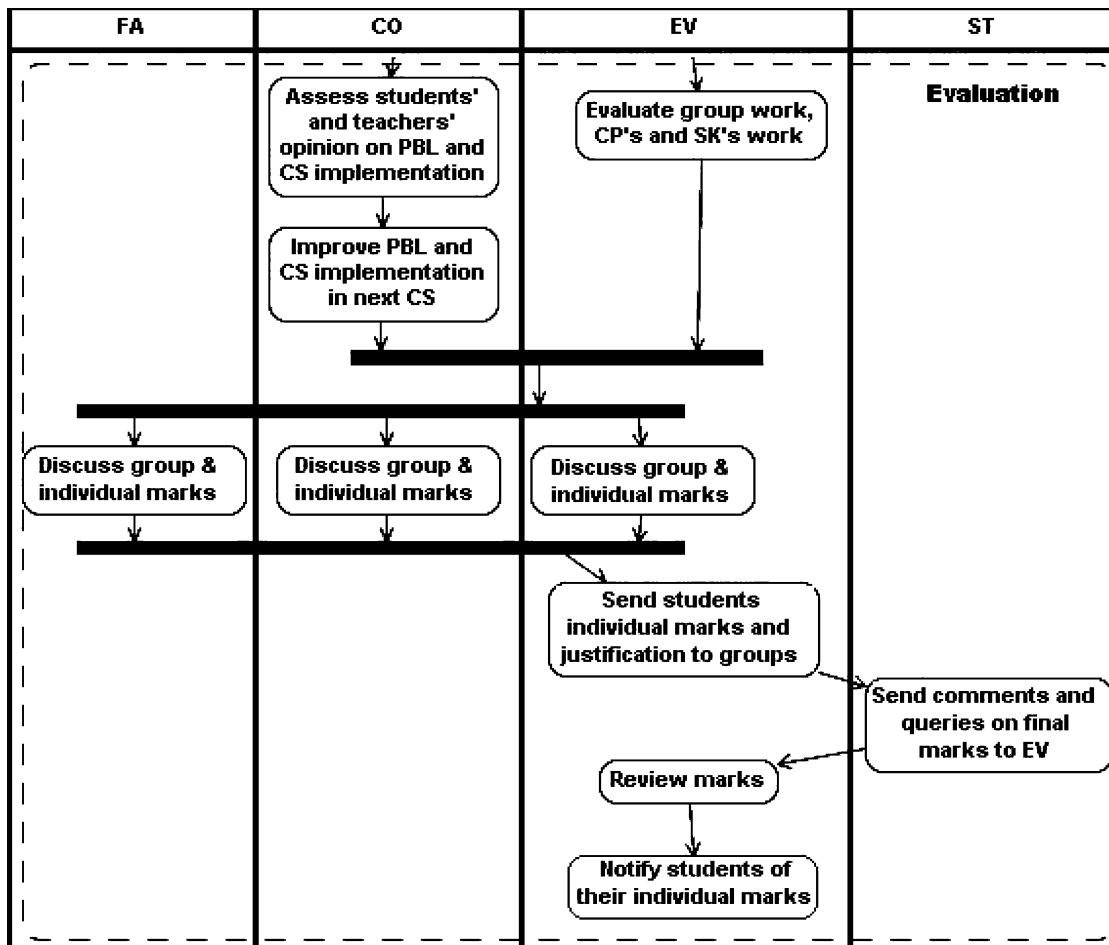 FA
CO
EV
ST
Evaluation
Assess students'
and teachers'
opinion on PBL and
CS implementation
Evaluate group work,
CP's and SK's work
Improve PBL and
CS implementation
in next CS
Discuss group &
individual marks
Discuss group &
individual marks
Discuss group &
individual marks
Send students
individual marks and
justification to groups
Send comments and
queries on final
marks to EV
Review marks
Notify students of
their individual marks